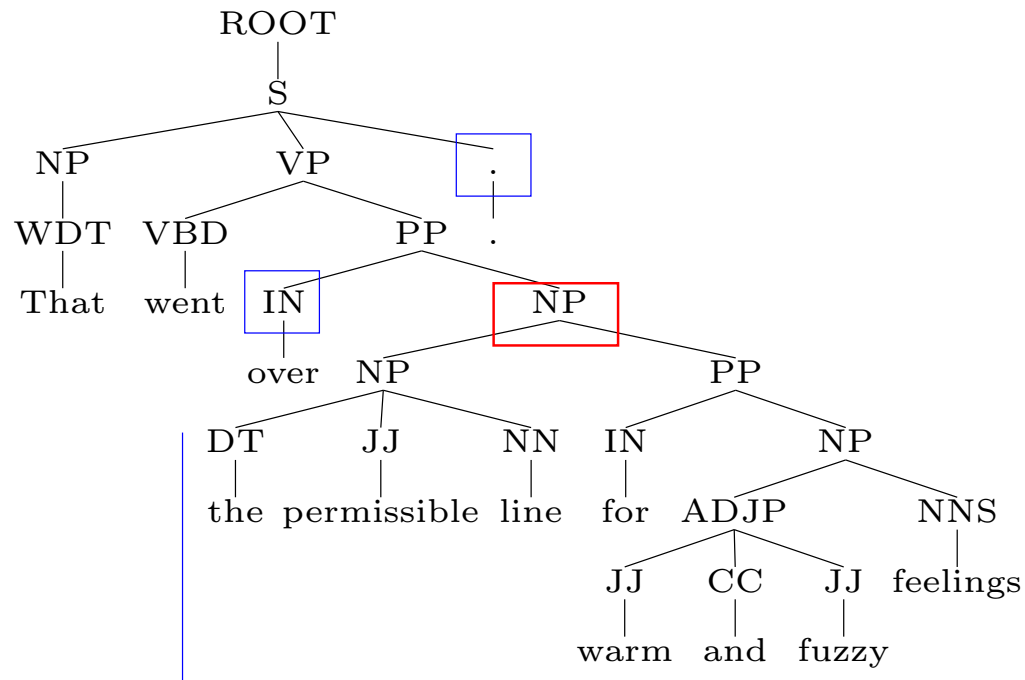 ROOT
S
NP VP .
WDT VBD PP .
That went IN NP
over NP PP
DT JJ NN IN NP
the permissible line for ADJP NNS
JJ CC JJ feelings
warm and fuzzy